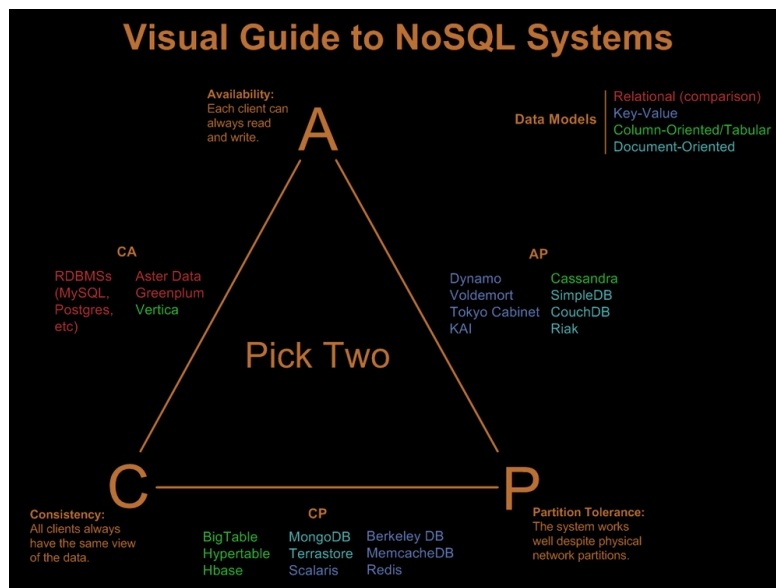 Visual Guide to NoSQL Systems
Availability:
Each client can
always read
and write.
A
Data Models
Relational (comparison)
Key-Value
Column-Oriented/Tabular
Document-Oriented
CA
RDBMSs
(MySQL,
Postgres,
etc)
Aster Data
Greenplum
Vertica
AP
Dynamo
Voldemort
Tokyo Cabinet
KAI
Cassandra
SimpleDB
CouchDB
Riak
Pick Two
C
P
Consistency:
All clients always
have the same view
of the data.
CP
BigTable
Hypertable
Hbase
MongoDB
Terrastore
Scalaris
Berkeley DB
MemcacheDB
Redis
Partition Tolerance:
The system works
well despite physical
network partitions.